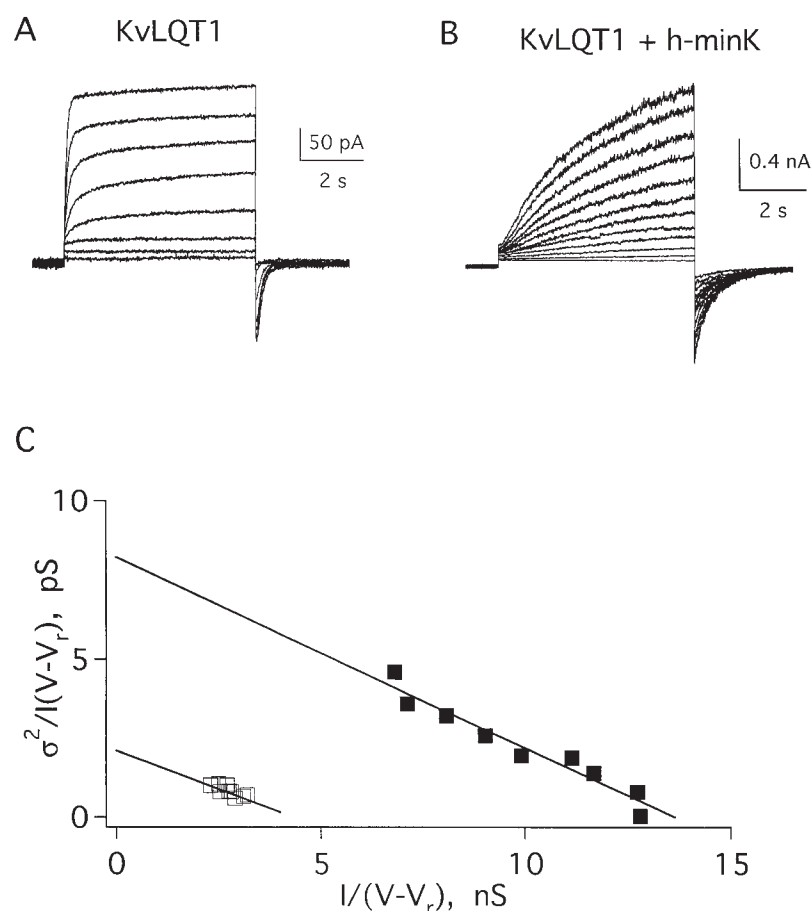 A
KvLQT1
50 pA
2 s
B
KvLQT1 + h-minK
0.4 nA
2 s
C
σ²/I(V-Vᵣ), pS
10
5
0
0
5
10
15
I/(V-Vᵣ), nS